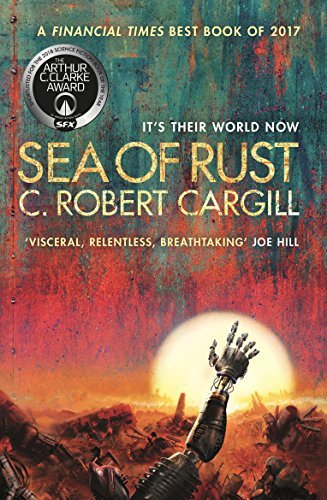 A FINANCIAL TIMES BEST BOOK OF 2017
THE
ARTHUR
C. CLARKE
AWARD
SFX
IT'S THEIR WORLD NOW
SEA OF RUST
C. ROBERT CARGILL
'VISCERAL, RELENTLESS, BREATHTAKING' JOE HILL